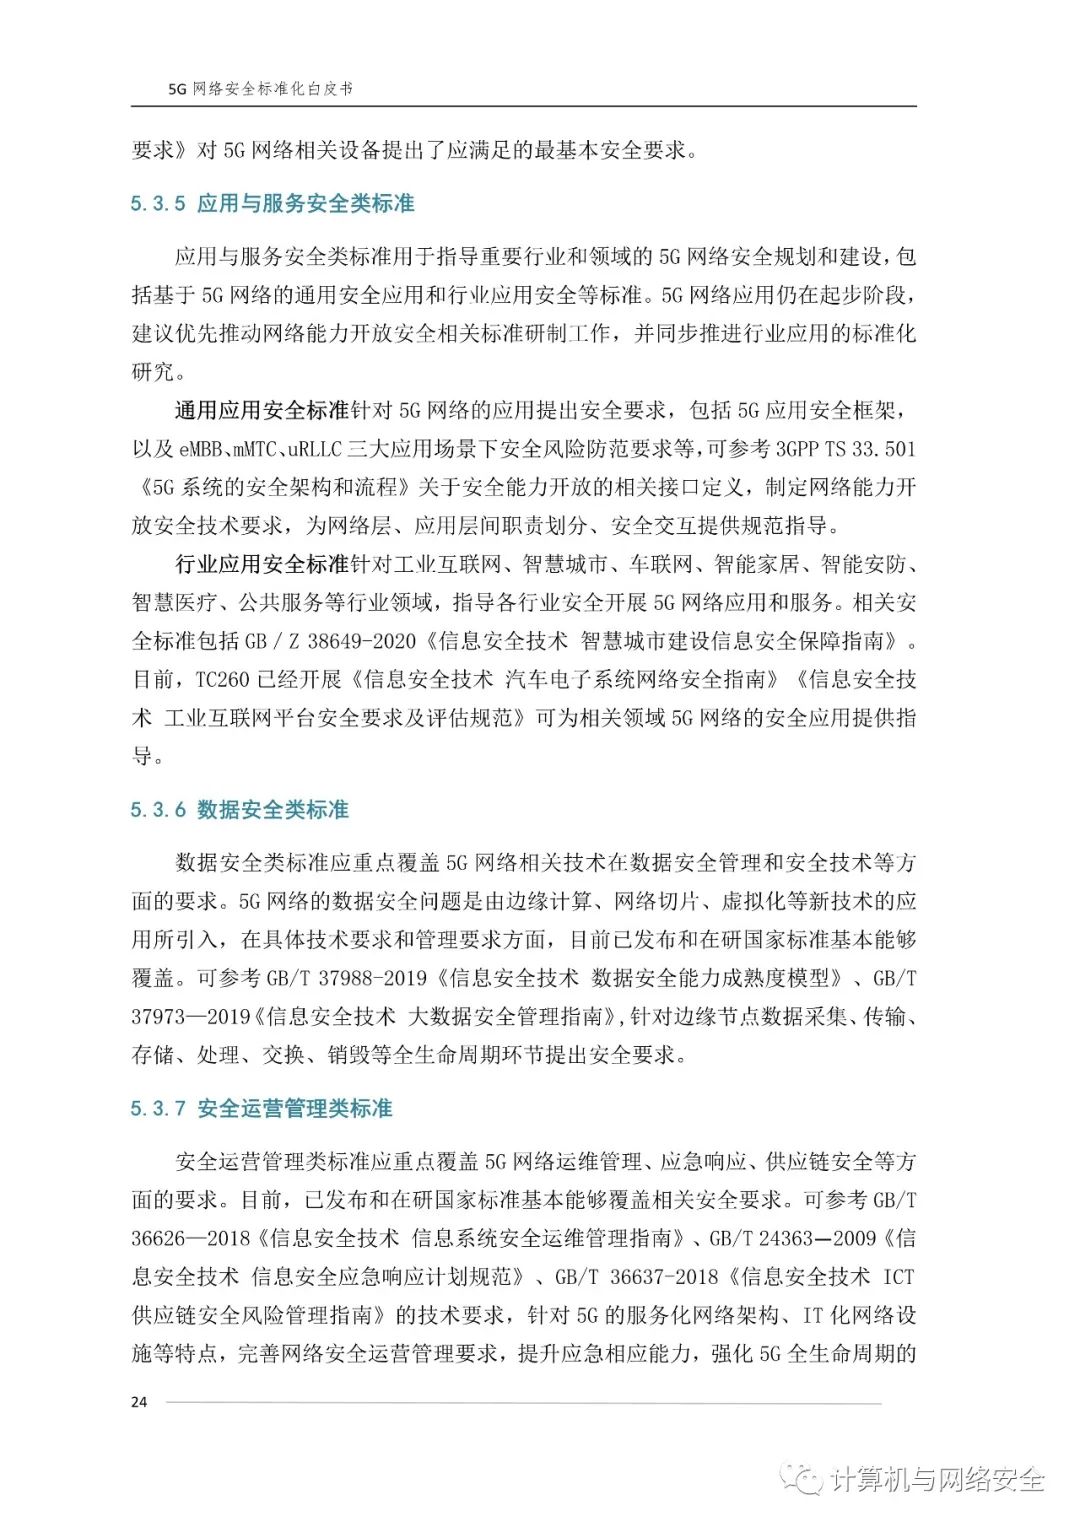 5G 网络安全标准化白皮书
要求》对 5G 网络相关设备提出了应满足的最基本安全要求。
5.3.5 应用与服务安全类标准
应用与服务安全类标准用于指导重要行业和领域的 5G 网络安全规划和建设，包
括基于 5G 网络的通用安全应用和行业应用安全等标准。5G 网络应用仍在起步阶段，
建议优先推动网络能力开放安全相关标准研制工作，并同步推进行业应用的标准化
研究。
通用应用安全标准针对 5G 网络的应用提出安全要求，包括 5G 应用安全框架，
以及 eMBB、mMTC、uRLLC 三大应用场景下安全风险防范要求等，可参考 3GPP TS 33.501
《5G 系统的安全架构和流程》关于安全能力开放的相关接口定义，制定网络能力开
放安全技术要求，为网络层、应用层间职责划分、安全交互提供规范指导。
行业应用安全标准针对工业互联网、智慧城市、车联网、智能家居、智能安防、
智慧医疗、公共服务等行业领域，指导各行业安全开展 5G 网络应用和服务。相关安
全标准包括 GB / Z 38649-2020《信息安全技术 智慧城市建设信息安全保障指南》。
目前，TC260 已经开展《信息安全技术 汽车电子系统网络安全指南》《信息安全技
术 工业互联网平台安全要求及评估规范》可为相关领域 5G 网络的安全应用提供指
导。
5.3.6 数据安全类标准
数据安全类标准应重点覆盖 5G 网络相关技术在数据安全管理和安全技术等方
面的要求。5G 网络的数据安全问题是由边缘计算、网络切片、虚拟化等新技术的应
用所引入，在具体技术要求和管理要求方面，目前已发布和在研国家标准基本能够
覆盖。可参考 GB/T 37988-2019《信息安全技术 数据安全能力成熟度模型》、GB/T
37973—2019《信息安全技术 大数据安全管理指南》,针对边缘节点数据采集、传输、
存储、处理、交换、销毁等全生命周期环节提出安全要求。
5.3.7 安全运营管理类标准
安全运营管理类标准应重点覆盖 5G 网络运维管理、应急响应、供应链安全等方
面的要求。目前，已发布和在研国家标准基本能够覆盖相关安全要求。可参考 GB/T
36626—2018《信息安全技术 信息系统安全运维管理指南》、GB/T 24363—2009《信
息安全技术 信息安全应急响应计划规范》、GB/T 36637-2018《信息安全技术 ICT
供应链安全风险管理指南》的技术要求，针对 5G 的服务化网络架构、IT 化网络设
施等特点，完善网络安全运营管理要求，提升应急相应能力，强化 5G 全生命周期的
24
计算机与网络安全